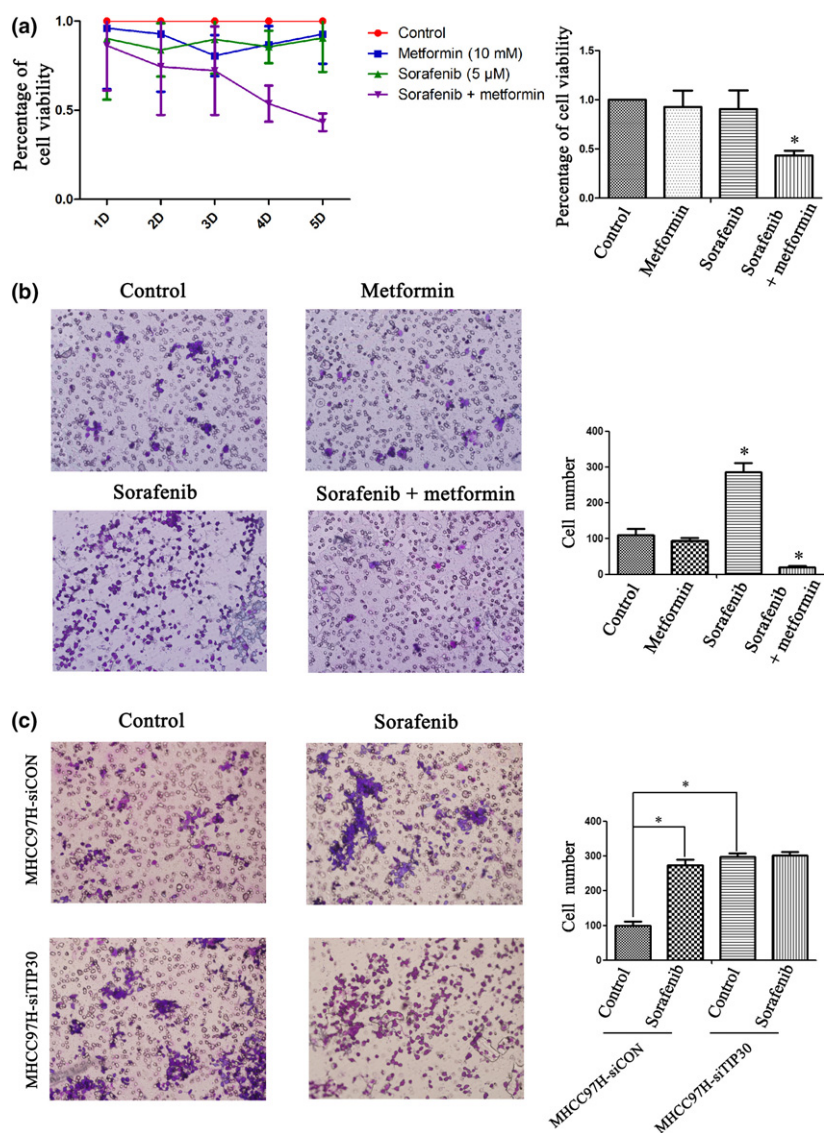 (a)
Percentage of
cell viability
1.0
0.5
0.0
1D
2D
3D
4D
5D
Control
Metformin (10 mM)
Sorafenib (5 µM)
Sorafenib + metformin
Percentage of cell viability
1.5
1.0
0.5
0.0
*
Control
Metformin
Sorafenib
Sorafenib
+ metformin
(b)
Control
Metformin
Sorafenib
Sorafenib + metformin
Cell number
400
300
200
100
0
*
*
Control
Metformin
Sorafenib
Sorafenib
+ metformin
(c)
Control
Sorafenib
MHCC97H-siCON
MHCC97H-siTIP30
Cell number
400
300
200
100
0
*
*
Control
Sorafenib
Control
Sorafenib
MHCC97H-siCON
MHCC97H-siTIP30